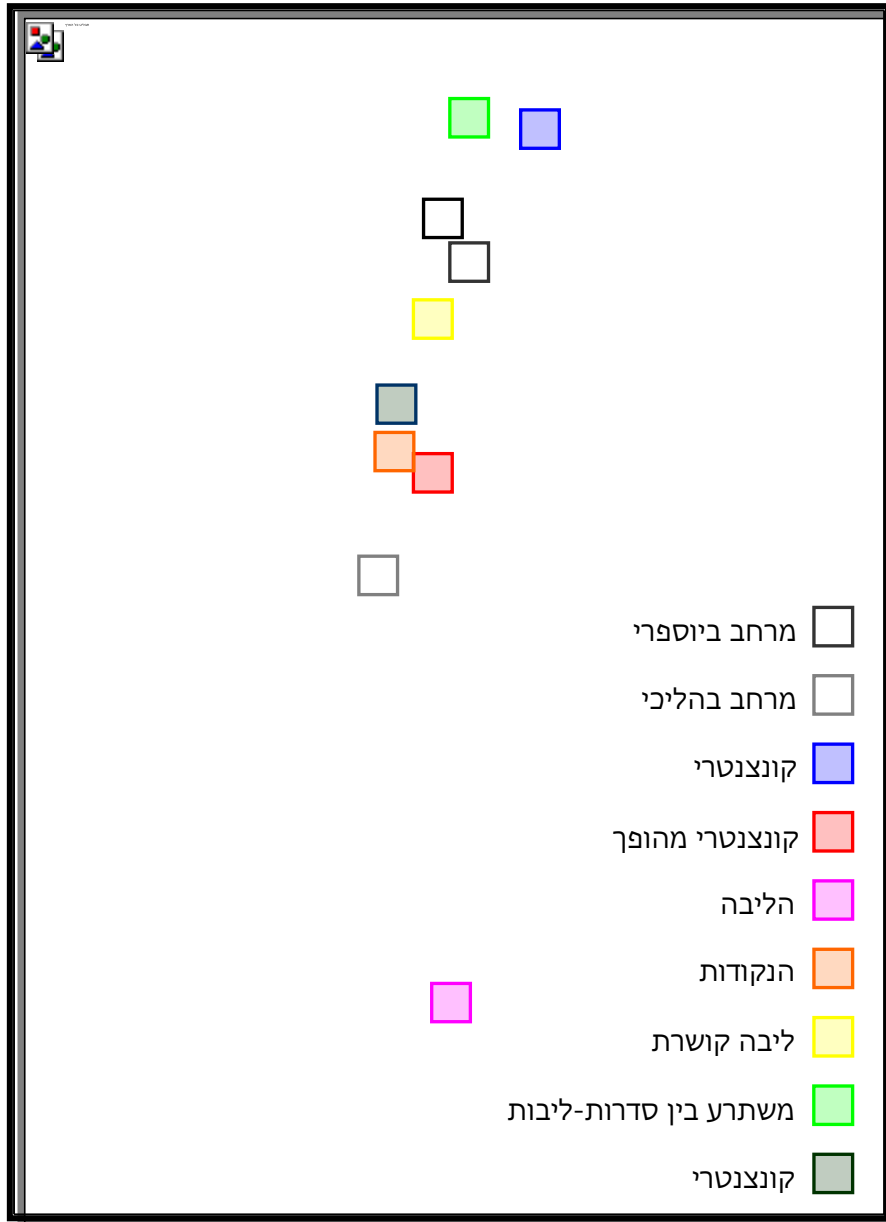 מרחב ביוספרי
מרחב בהליכי
קונצנטרי
קונצנטרי מהופך
הליבה
הנקודות
ליבה קושרת
משתרע בין סדרות-ליבות
קונצנטרי